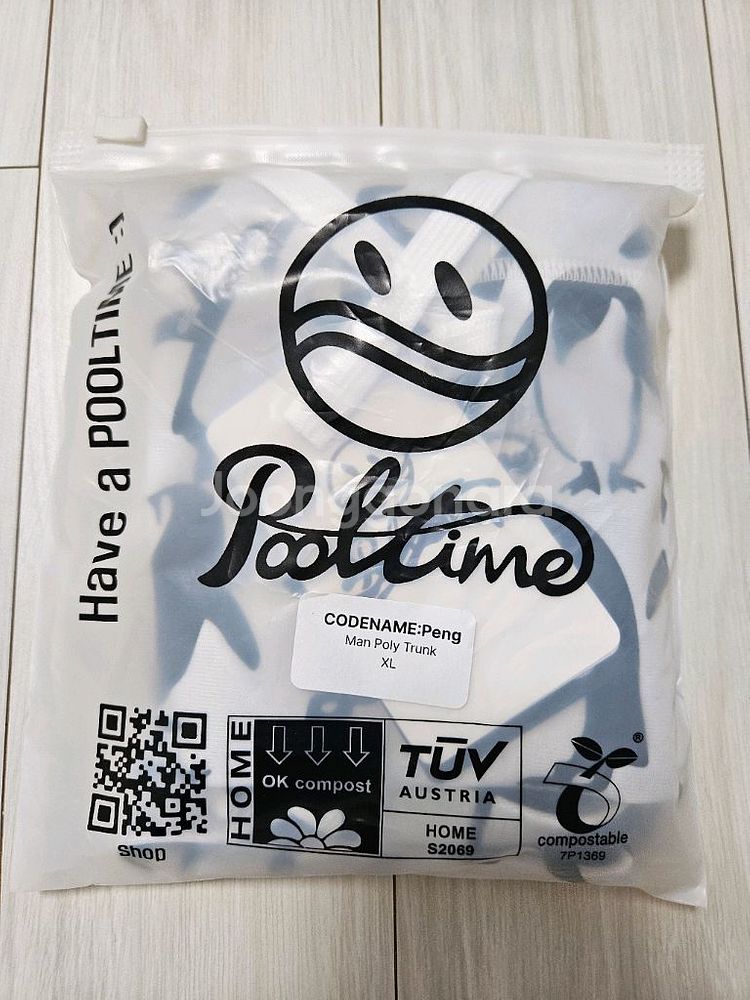 Have a POOLTIME :)
Pooltime
Joongonara
CODENAME:Peng
Man Poly Trunk
XL
shop
HOME
OK compost
TÜV
AUSTRIA
HOME
S2069
®
compostable
7P1369